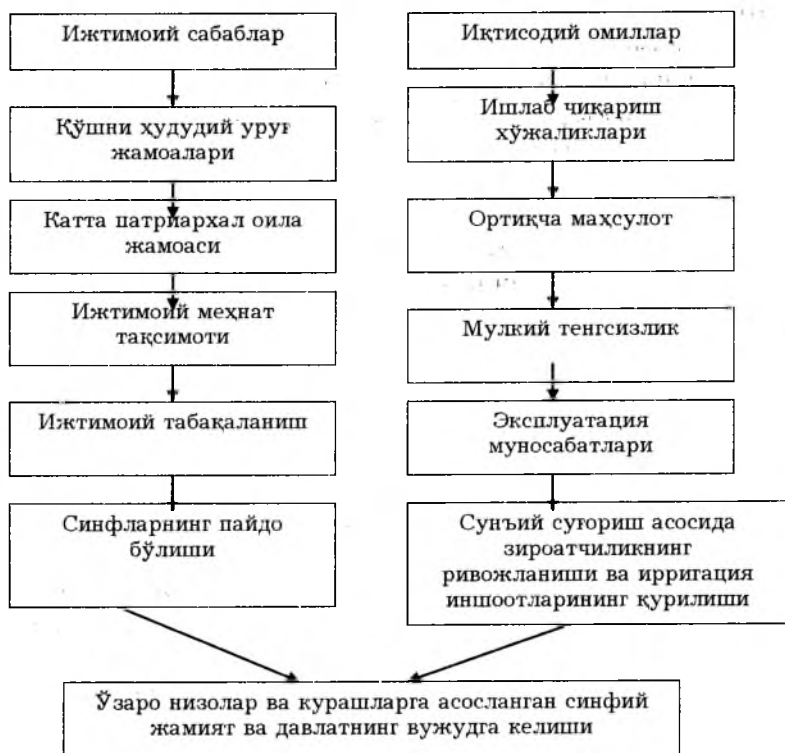 Ижтимоий сабаблар
Қўшни ҳудудий уруғ
жамоалари
Катта патриархал оила
жамоаси
Ижтимоий меҳнат
тақсимоти
Ижтимоий табақаланиш
Синфларнинг пайдо
бўлиши
Иқтисодий омиллар
Ишлаб чиқариш
хўжаликлари
Ортиқча маҳсулот
Мулкий тенгсизлик
Эксплуатация
муносабатлари
Сунъий суғориш асосида
зироатчиликнинг
ривожланиши ва ирригация
иншоотларининг қурилиши
Ўзаро низолар ва курашларга асосланган синфий
жамият ва давлатнинг вужудга келиши